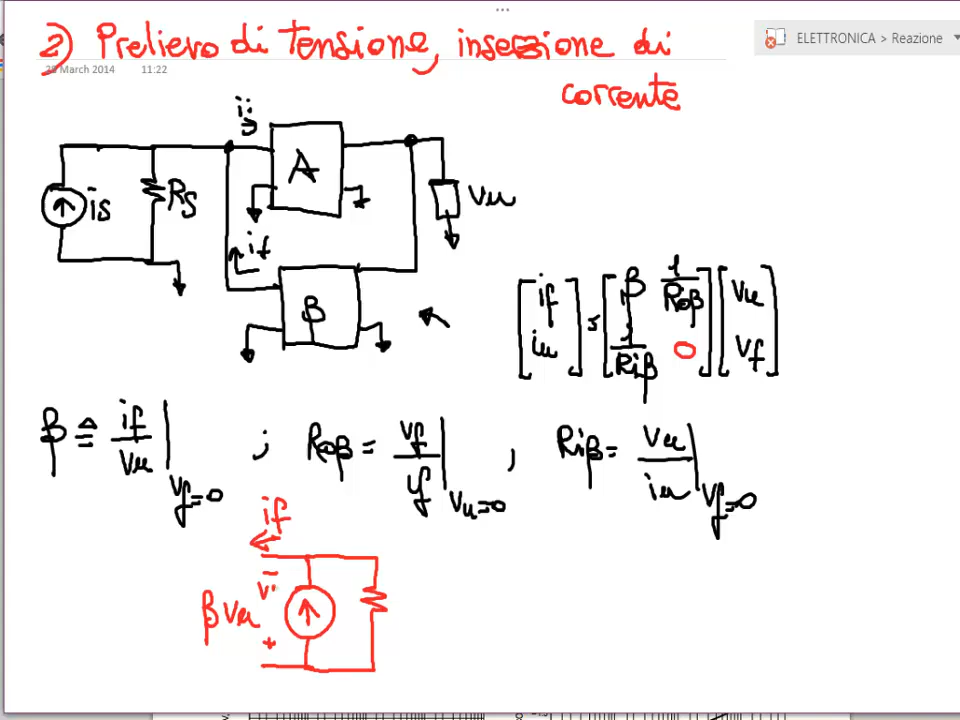 2) Prelievo di tensione, inserzione di
corrente
ELETTRONICA > Reazione
28 March 2014 11:22
ii
A
is
Rs
Vu
if
β
[if iu] = [β 1/Roβ 1/Riβ 0] [Vu Vf]
β ≜ if/Vu |Vf=0 ; Roβ = Vf/if |Vu=0 , Riβ = Vu/iu |Vf=0
if
β Vu
-
Vi
+